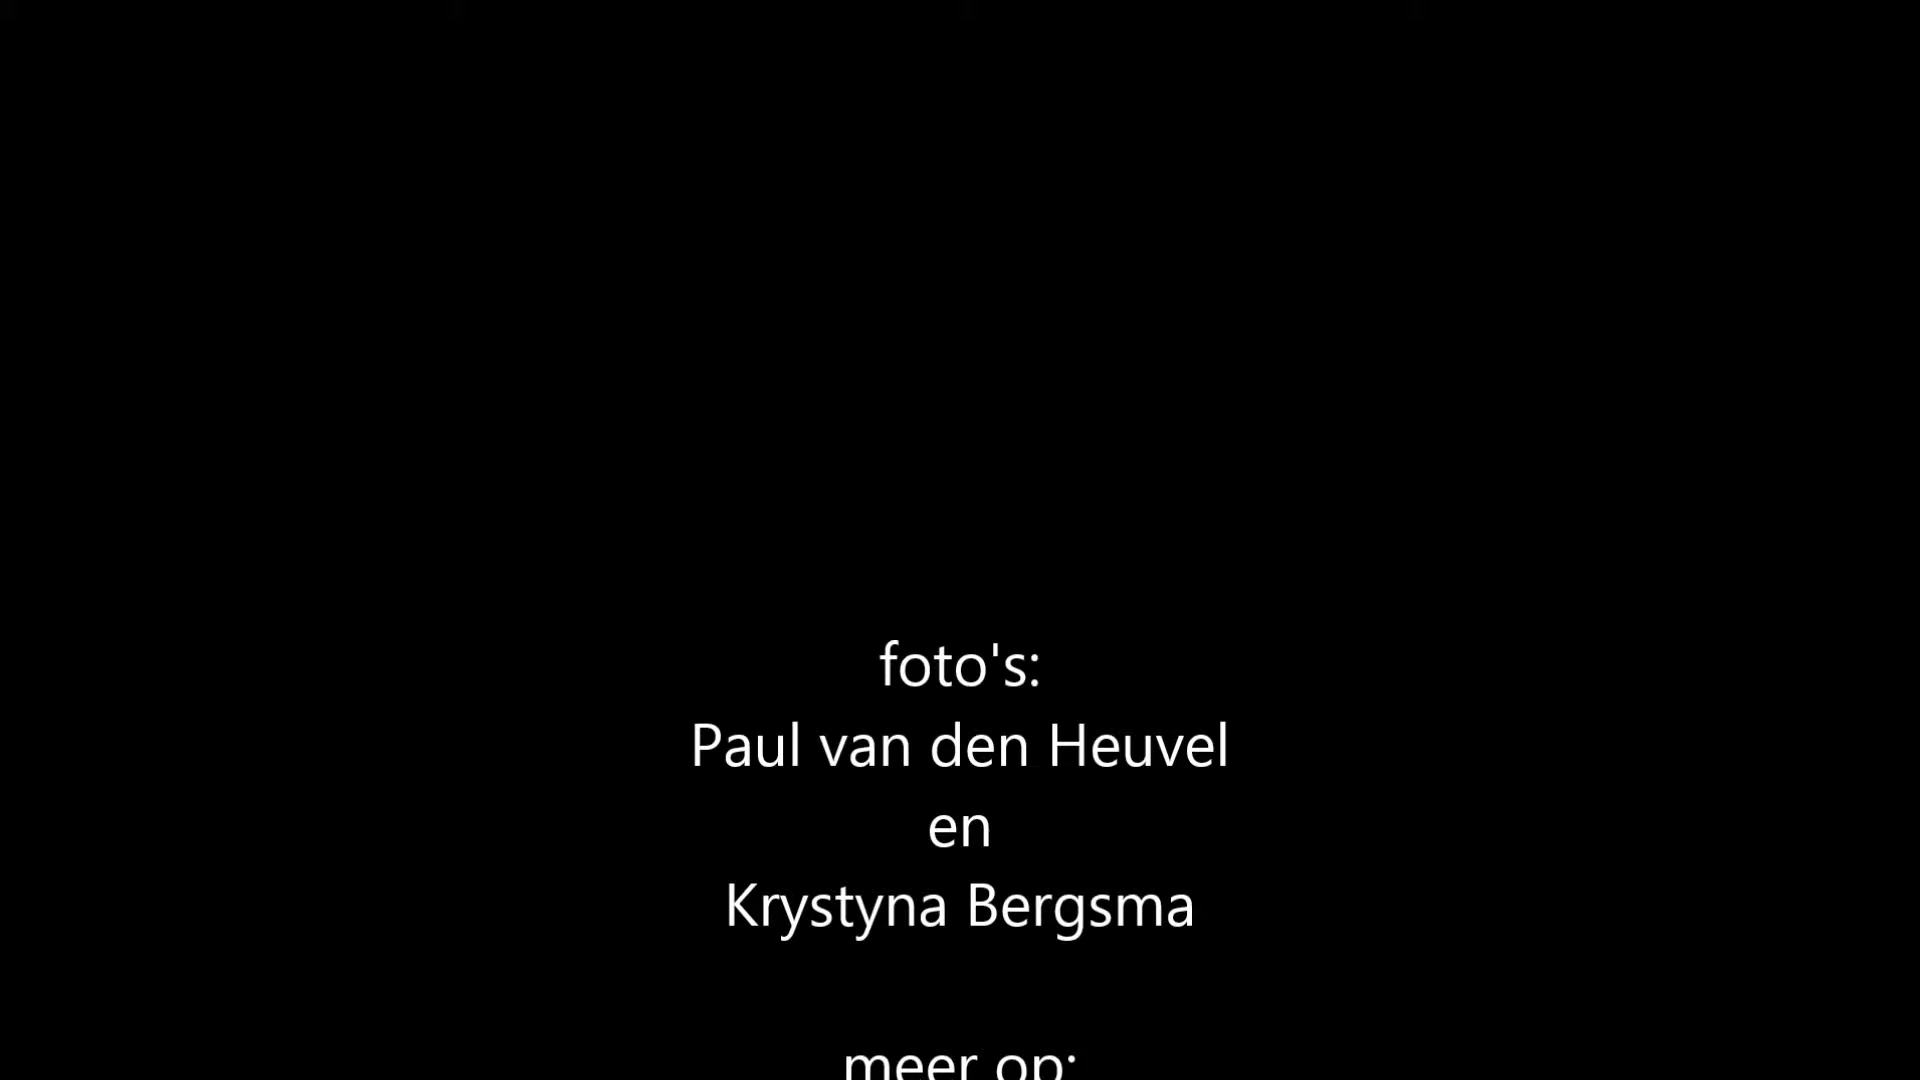 foto's:
Paul van den Heuvel
en
Krystyna Bergsma
meer op: